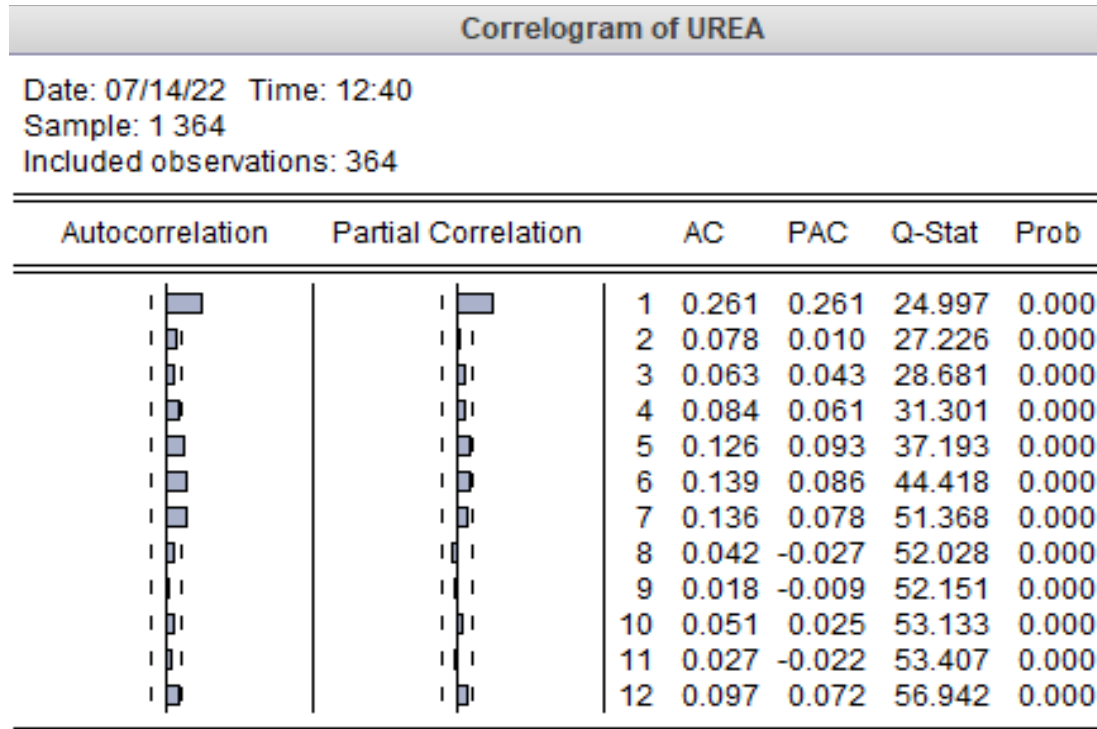 Correlogram of UREA
Date: 07/14/22 Time: 12:40
Sample: 1 364
Included observations: 364
Autocorrelation Partial Correlation AC PAC Q-Stat Prob
1 0.261 0.261 24.997 0.000
2 0.078 0.010 27.226 0.000
3 0.063 0.043 28.681 0.000
4 0.084 0.061 31.301 0.000
5 0.126 0.093 37.193 0.000
6 0.139 0.086 44.418 0.000
7 0.136 0.078 51.368 0.000
8 0.042 -0.027 52.028 0.000
9 0.018 -0.009 52.151 0.000
10 0.051 0.025 53.133 0.000
11 0.027 -0.022 53.407 0.000
12 0.097 0.072 56.942 0.000